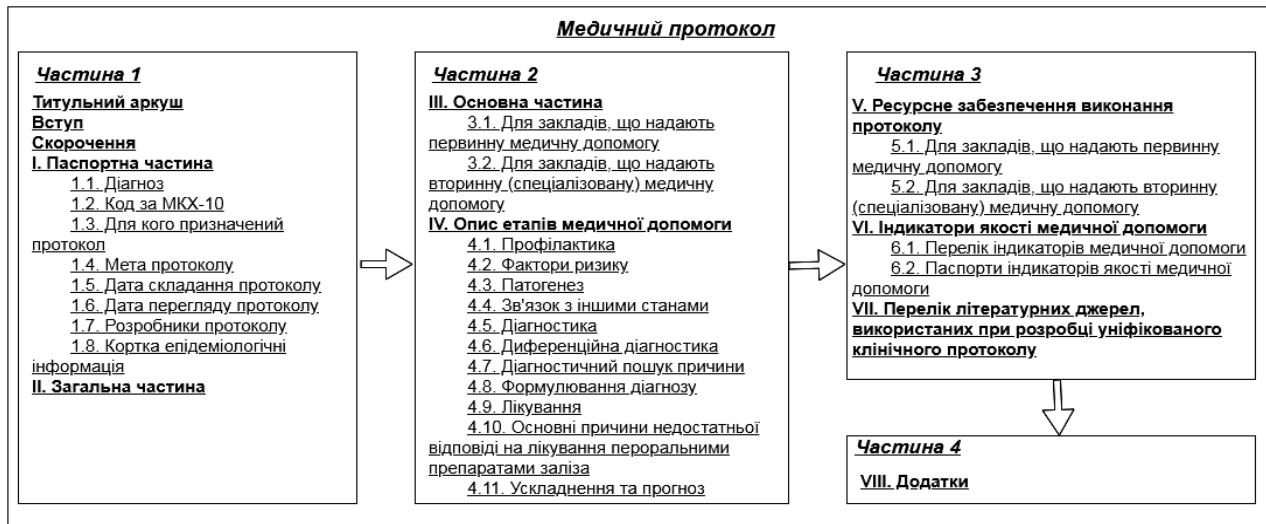 Медичний протокол
Частина 1
Титульний аркуш
Вступ
Скорочення
I. Паспортна частина
1.1. Діагноз
1.2. Код за МКХ-10
1.3. Для кого призначений
протокол
1.4. Мета протоколу
1.5. Дата складання протоколу
1.6. Дата перегляду протоколу
1.7. Розробники протоколу
1.8. Кортка епідеміологічні
інформація
II. Загальна частина
Частина 2
III. Основна частина
3.1. Для закладів, що надають
первинну медичну допомогу
3.2. Для закладів, що надають
вторинну (спеціалізовану) медичну
допомогу
IV. Опис етапів медичної допомоги
4.1. Профілактика
4.2. Фактори ризику
4.3. Патогенез
4.4. Зв'язок з іншими станами
4.5. Діагностика
4.6. Диференційна діагностика
4.7. Діагностичний пошук причини
4.8. Формулювання діагнозу
4.9. Лікування
4.10. Основні причини недостатньої
відповіді на лікування пероральними
препаратами заліза
4.11. Ускладнення та прогноз
Частина 3
V. Ресурсне забезпечення виконання
протоколу
5.1. Для закладів, що надають первинну
медичну допомогу
5.2. Для закладів, що надають вторинну
(спеціалізовану) медичну допомогу
VI. Індикатори якості медичної допомоги
6.1. Перелік індикаторів медичної допомоги
6.2. Паспорти індикаторів якості медичної
допомоги
VII. Перелік літературних джерел,
використаних при розробці уніфікованого
клінічного протоколу
Частина 4
VIII. Додатки